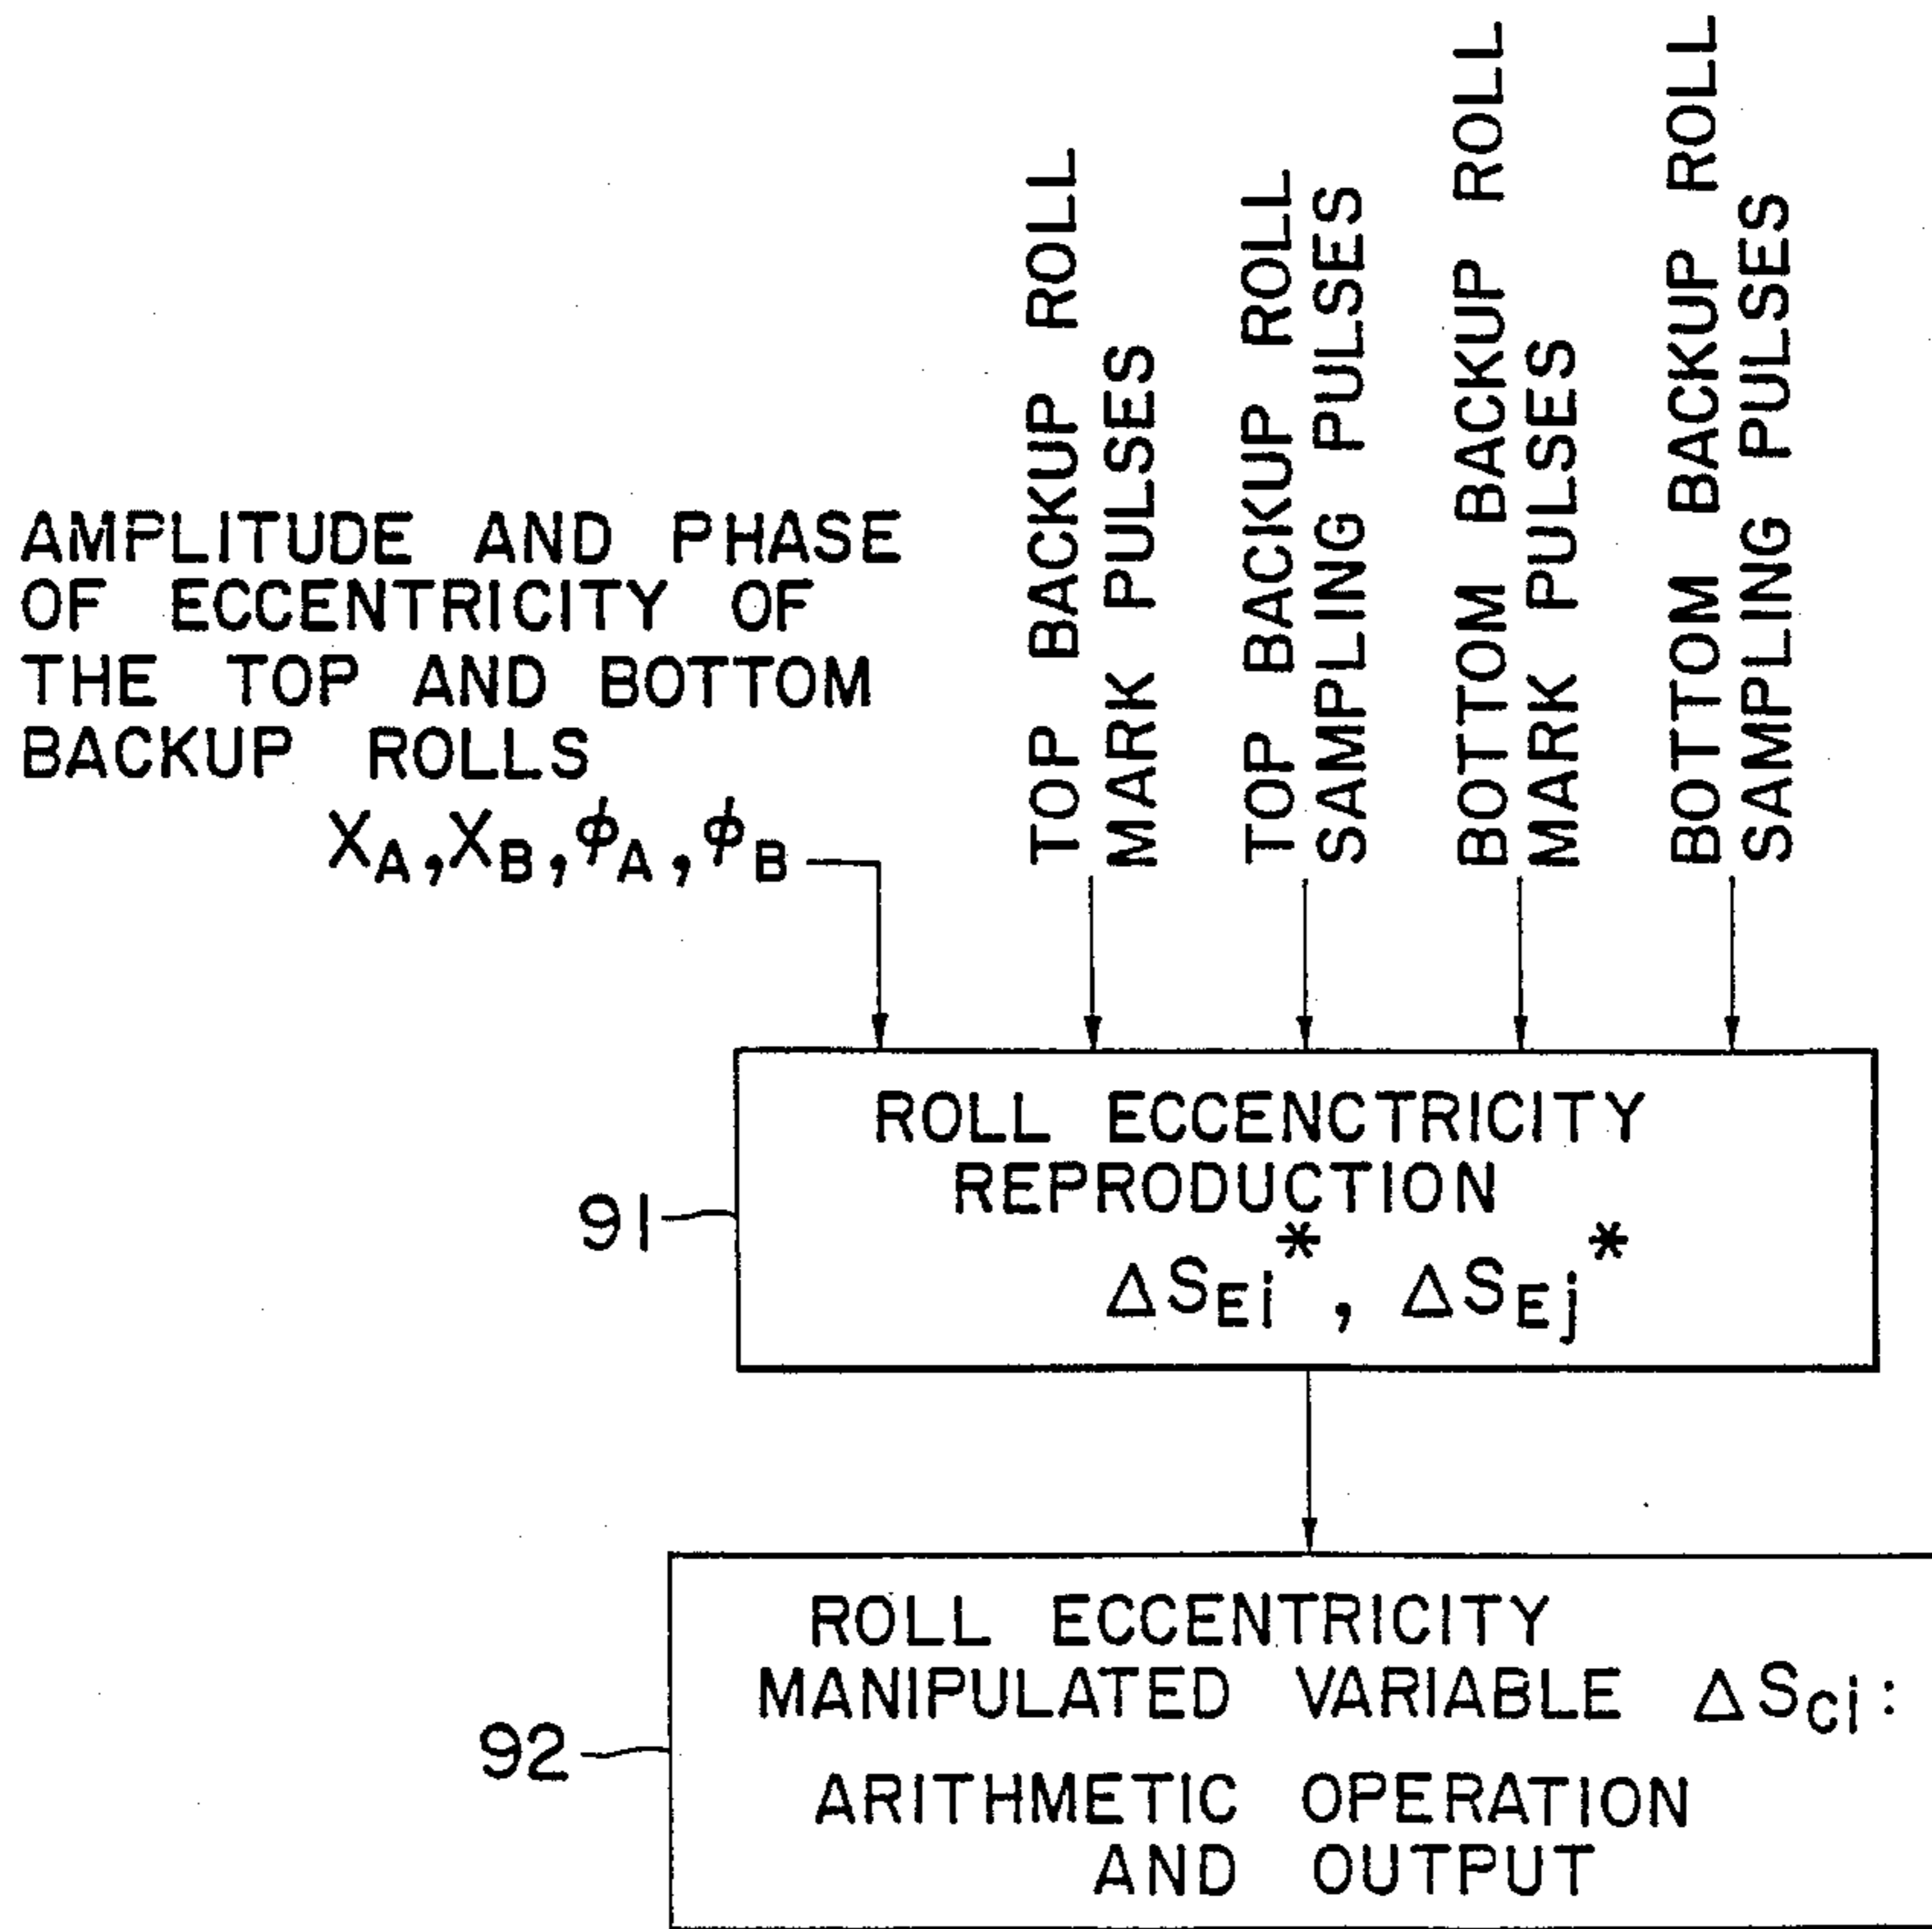 AMPLITUDE AND PHASE
OF ECCENTRICITY OF
THE TOP AND BOTTOM
BACKUP ROLLS
X_A, X_B, ϕ_A, ϕ_B
TOP BACKUP ROLL
MARK PULSES
TOP BACKUP ROLL
SAMPLING PULSES
BOTTOM BACKUP ROLL
MARK PULSES
BOTTOM BACKUP ROLL
SAMPLING PULSES
ROLL ECCENCTRICITY
REPRODUCTION
ΔS_Ei*, ΔS_Ej*
91
ROLL ECCENTRICITY
MANIPULATED VARIABLE ΔS_Ci:
ARITHMETIC OPERATION
AND OUTPUT
92